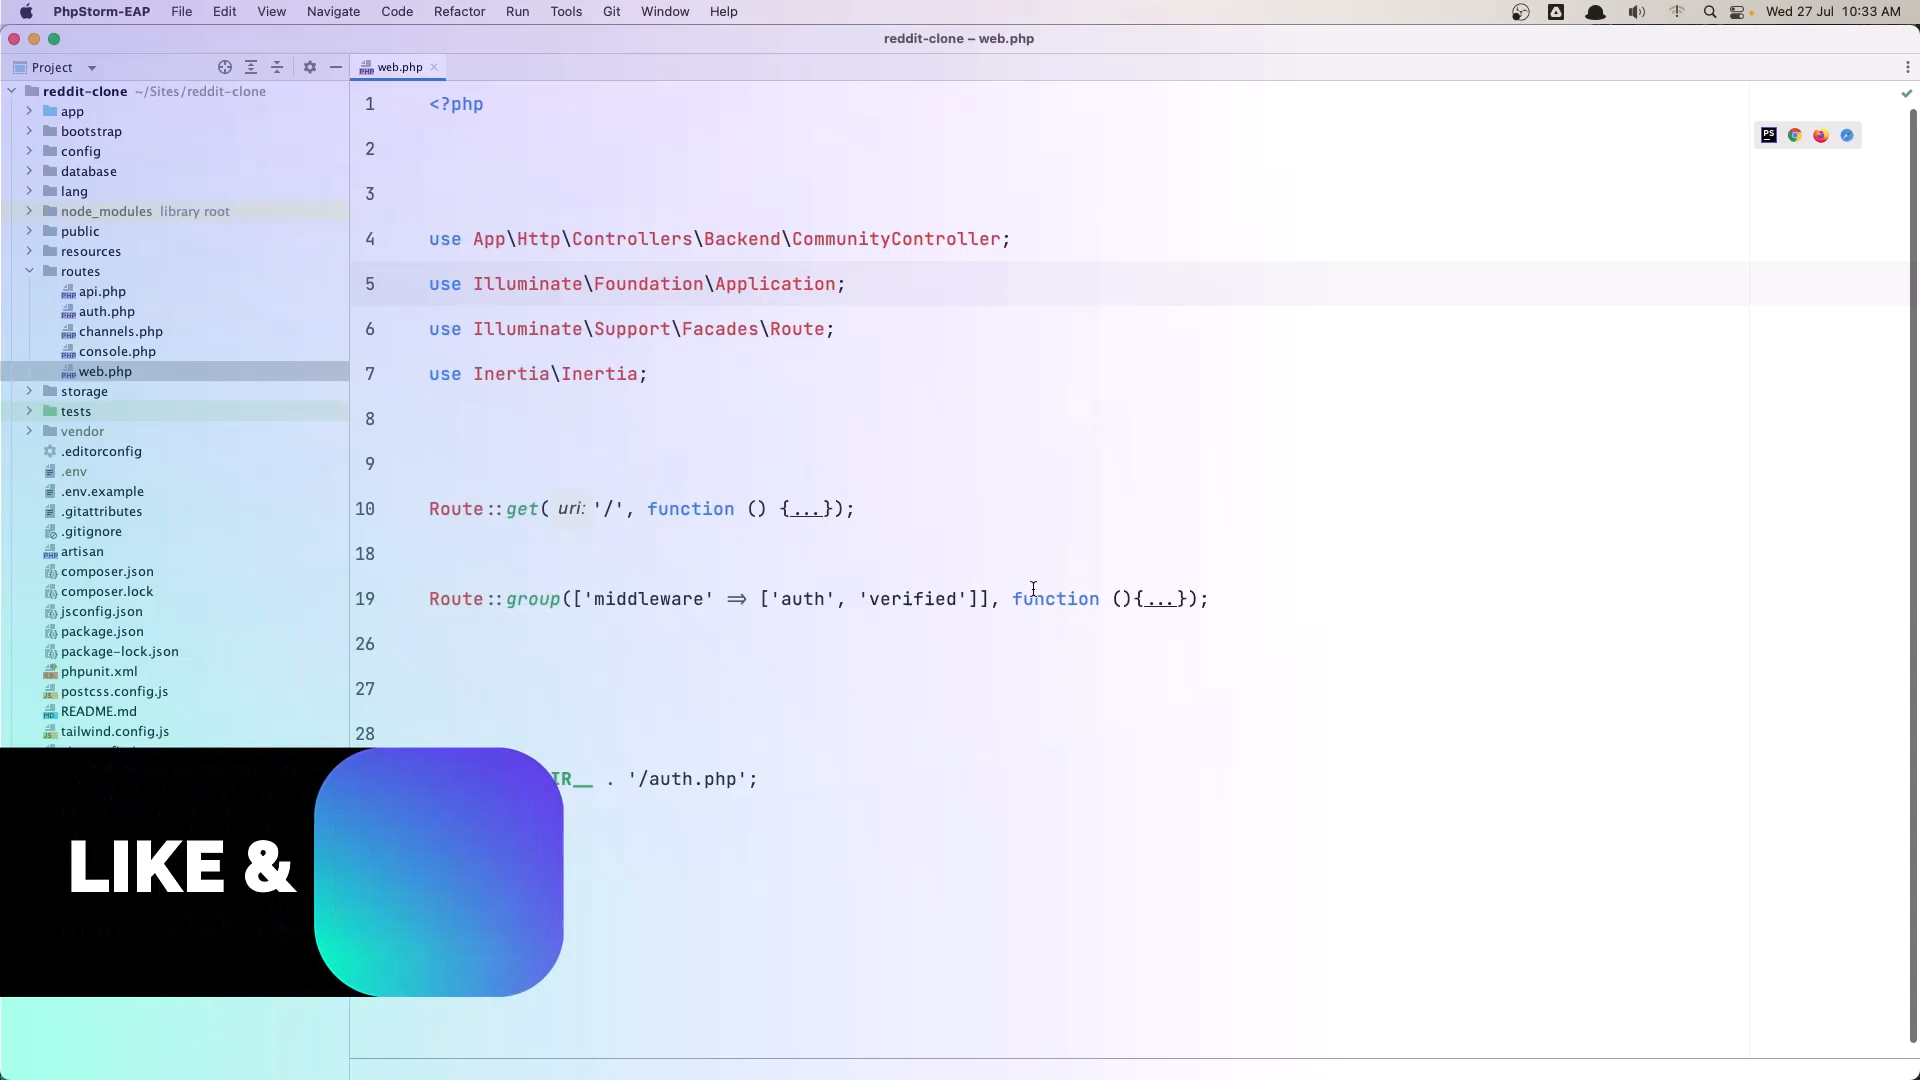 PhpStorm-EAP File Edit View Navigate Code Refactor Run Tools Git Window Help Wed 27 Jul 10:33 AM
reddit-clone – web.php
Project
web.php
reddit-clone ~/Sites/reddit-clone
app
bootstrap
config
database
lang
node_modules library root
public
resources
routes
api.php
auth.php
channels.php
console.php
web.php
storage
tests
vendor
.editorconfig
.env
.env.example
.gitattributes
.gitignore
artisan
composer.json
composer.lock
jsconfig.json
package.json
package-lock.json
phpunit.xml
postcss.config.js
README.md
tailwind.config.js
1 <?php
2
3
4 use App\Http\Controllers\Backend\CommunityController;
5 use Illuminate\Foundation\Application;
6 use Illuminate\Support\Facades\Route;
7 use Inertia\Inertia;
8
9
10 Route::get( uri: '/', function () {...});
18
19 Route::group(['middleware' => ['auth', 'verified']], function (){...});
26
27
28
IR__ . '/auth.php';
LIKE &